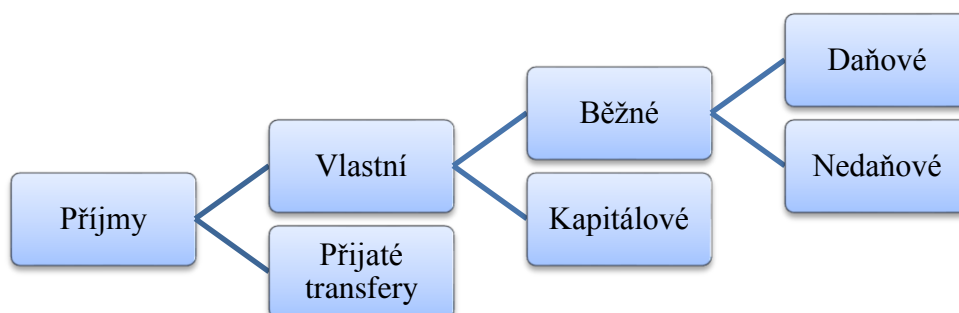 Příjmy
Vlastní
Přijaté
transfery
Běžné
Kapitálové
Daňové
Nedaňové